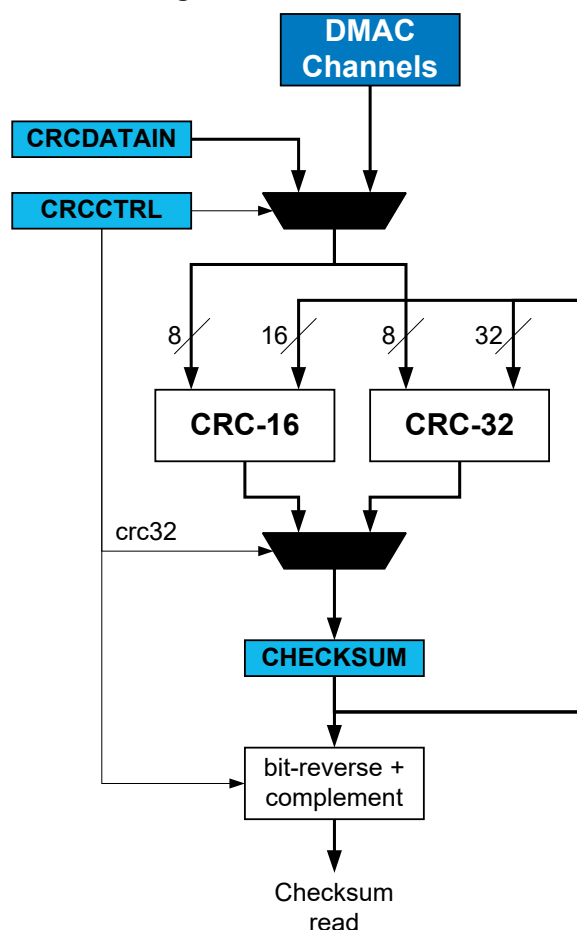 DMAC
Channels
CRCDATAIN
CRCCTRL
8
16
8
32
CRC-16
CRC-32
crc32
CHECKSUM
bit-reverse +
complement
Checksum
read